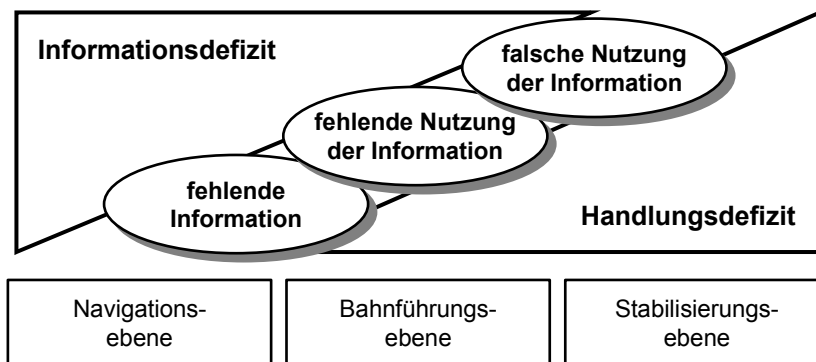 Informationsdefizit
falsche Nutzung
der Information
fehlende Nutzung
der Information
fehlende
Information
Handlungsdefizit
Navigations-
ebene
Bahnführungs-
ebene
Stabilisierungs-
ebene